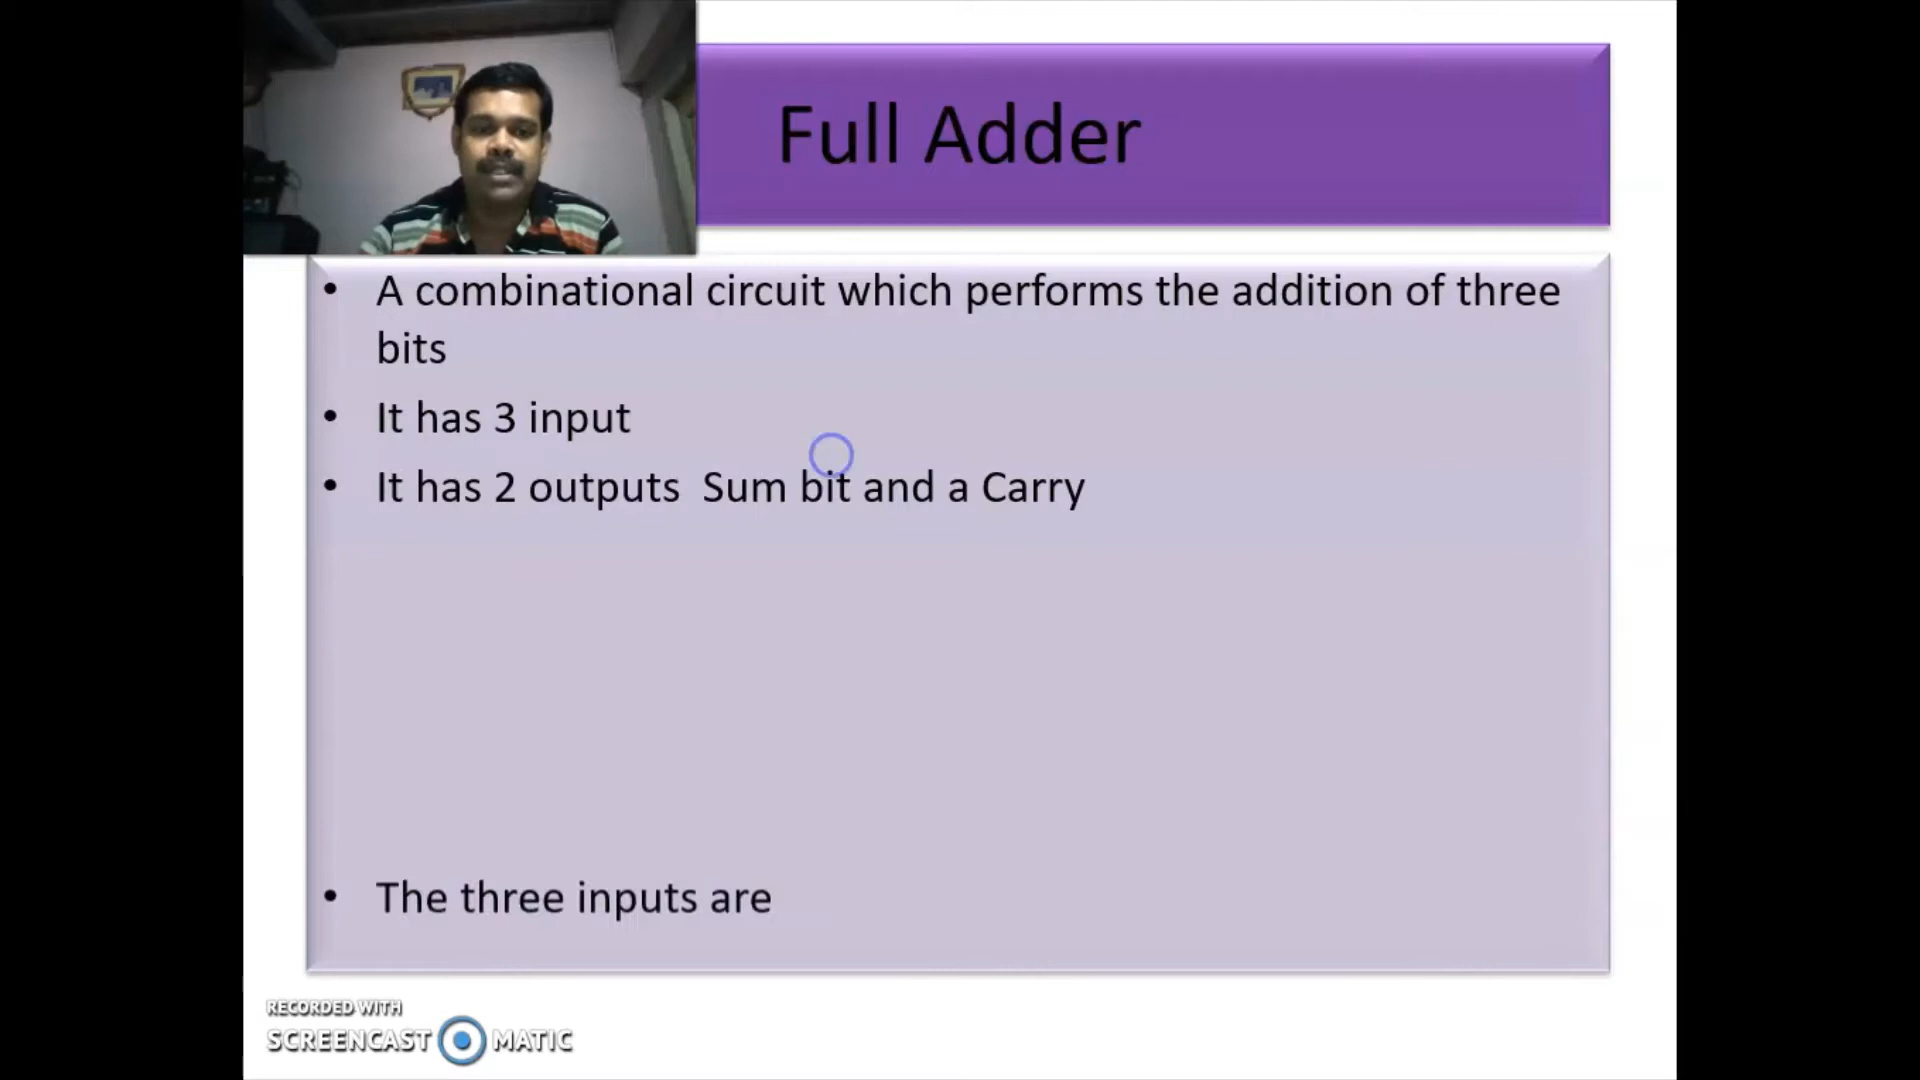 Full Adder
• A combinational circuit which performs the addition of three
bits
• It has 3 input
• It has 2 outputs  Sum bit and a Carry
• The three inputs are
RECORDED WITH
SCREENCAST MATIC